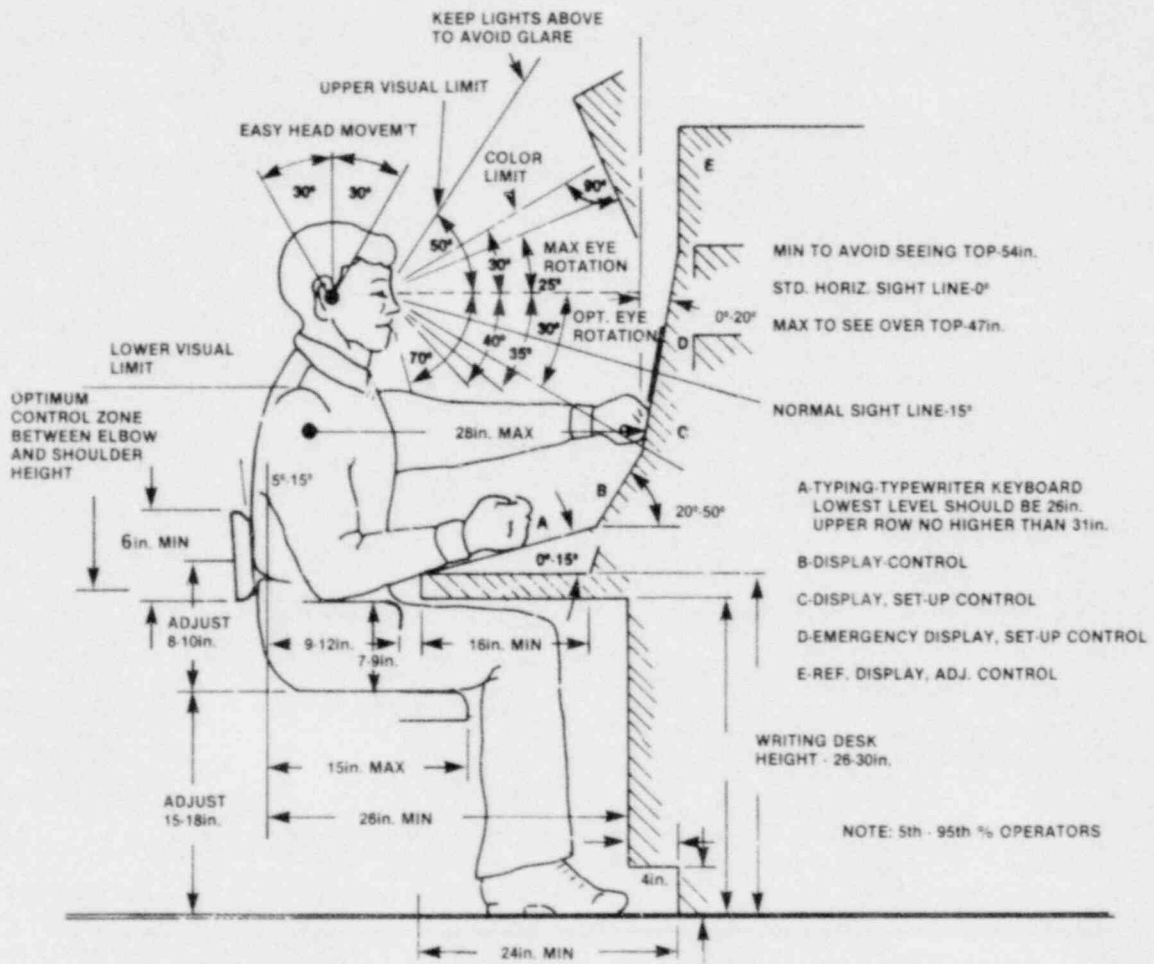 KEEP LIGHTS ABOVE
TO AVOID GLARE
UPPER VISUAL LIMIT
EASY HEAD MOVEM'T
30°
30°
COLOR
LIMIT
90°
E
50°
30°
MAX EYE
ROTATION
25°
MIN TO AVOID SEEING TOP-54in.
STD. HORIZ. SIGHT LINE-0°
0°-20°
MAX TO SEE OVER TOP-47in.
30°
OPT. EYE
ROTATION
40°
35°
70°
D
LOWER VISUAL
LIMIT
OPTIMUM
CONTROL ZONE
BETWEEN ELBOW
AND SHOULDER
HEIGHT
NORMAL SIGHT LINE-15°
28in. MAX
C
5°-15°
B
20°-50°
A
0°-15°
6in. MIN
A-TYPING-TYPEWRITER KEYBOARD
LOWEST LEVEL SHOULD BE 26in.
UPPER ROW NO HIGHER THAN 31in.
B-DISPLAY-CONTROL
C-DISPLAY, SET-UP CONTROL
D-EMERGENCY DISPLAY, SET-UP CONTROL
E-REF. DISPLAY, ADJ. CONTROL
ADJUST
8-10in.
9-12in.
7-9in.
16in. MIN
15in. MAX
WRITING DESK
HEIGHT - 26-30in.
ADJUST
15-18in.
26in. MIN
NOTE: 5th - 95th % OPERATORS
4in.
24in. MIN